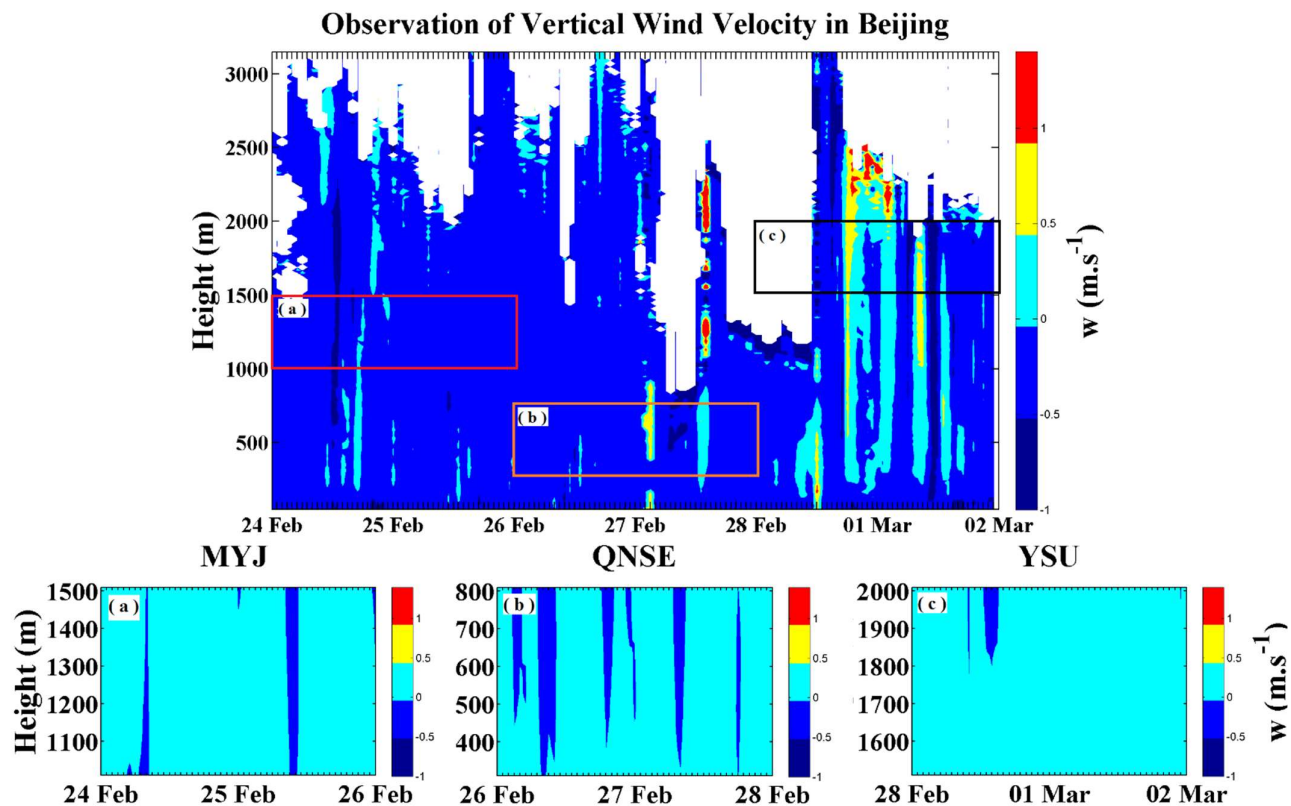 Observation of Vertical Wind Velocity in Beijing
Height (m)
3000
2500
2000
1500
1000
500
( a )
( b )
( c )
24 Feb 25 Feb 26 Feb 27 Feb 28 Feb 01 Mar 02 Mar
1
0.5
0
-0.5
-1
w (m.s-1)
MYJ
Height (m)
1500
1400
1300
1200
1100
( a )
24 Feb 25 Feb 26 Feb
1
0.5
0
-0.5
-1
QNSE
800
700
600
500
400
( b )
26 Feb 27 Feb 28 Feb
1
0.5
0
-0.5
-1
YSU
2000
1900
1800
1700
1600
( c )
28 Feb 01 Mar 02 Mar
1
0.5
0
-0.5
-1
w (m.s-1)